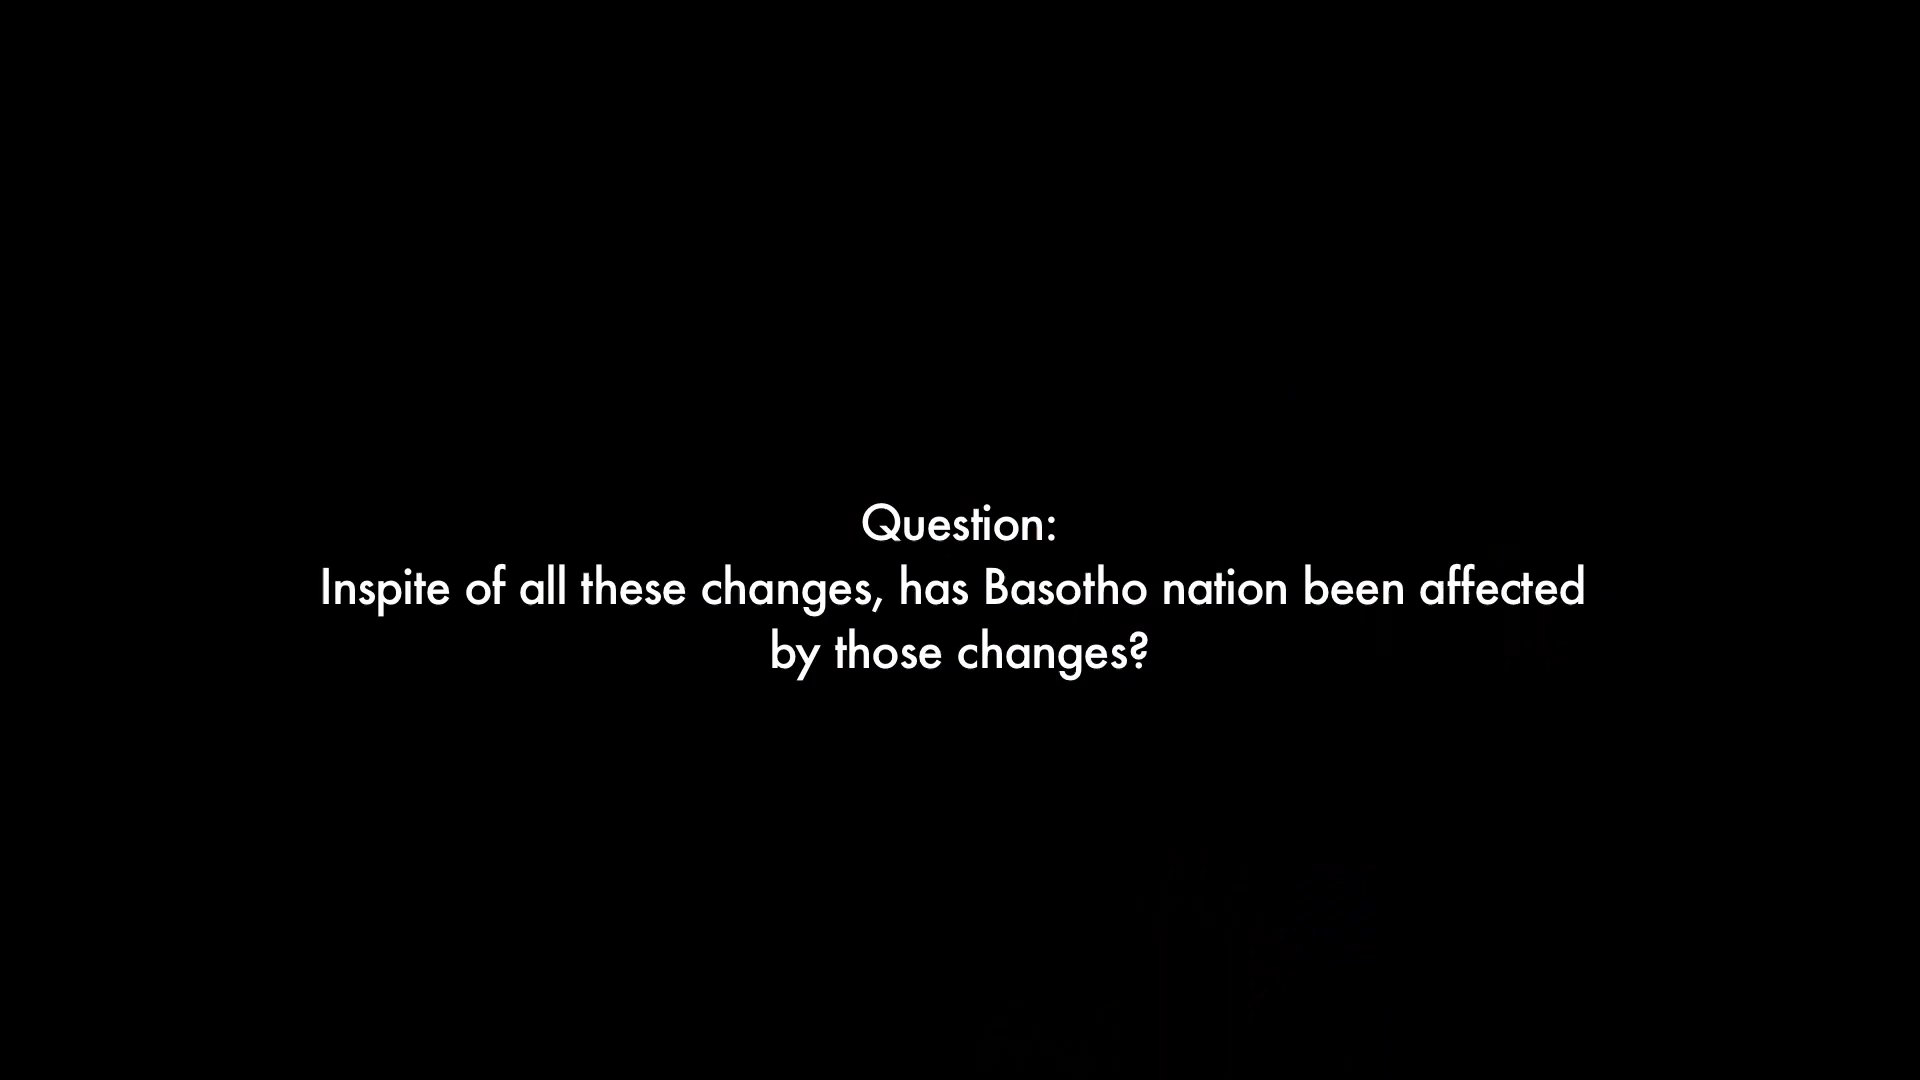 Question:
Inspite of all these changes, has Basotho nation been affected
by those changes?